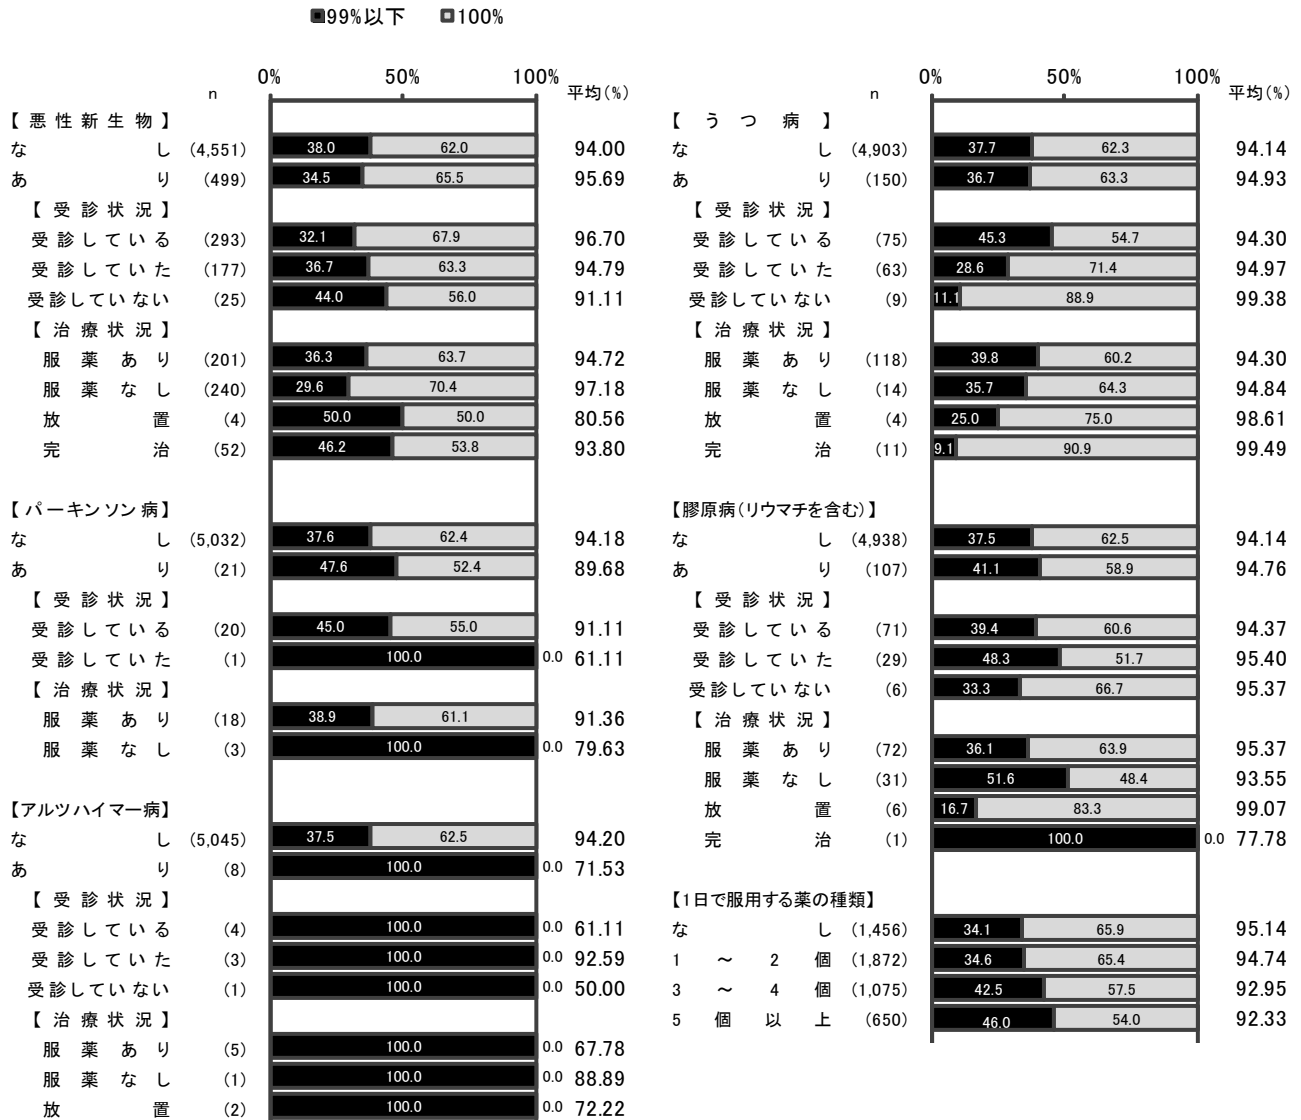 ■99%以下 □100%
0% 50% 100%
n 平均(%)
【悪性新生物】
なし (4,551) 38.0 62.0 94.00
あり (499) 34.5 65.5 95.69
【受診状況】
受診している (293) 32.1 67.9 96.70
受診していた (177) 36.7 63.3 94.79
受診していない (25) 44.0 56.0 91.11
【治療状況】
服薬あり (201) 36.3 63.7 94.72
服薬なし (240) 29.6 70.4 97.18
放置 (4) 50.0 50.0 80.56
完治 (52) 46.2 53.8 93.80
【パーキンソン病】
なし (5,032) 37.6 62.4 94.18
あり (21) 47.6 52.4 89.68
【受診状況】
受診している (20) 45.0 55.0 91.11
受診していた (1) 100.0 0.0 61.11
【治療状況】
服薬あり (18) 38.9 61.1 91.36
服薬なし (3) 100.0 0.0 79.63
【アルツハイマー病】
なし (5,045) 37.5 62.5 94.20
あり (8) 100.0 0.0 71.53
【受診状況】
受診している (4) 100.0 0.0 61.11
受診していた (3) 100.0 0.0 92.59
受診していない (1) 100.0 0.0 50.00
【治療状況】
服薬あり (5) 100.0 0.0 67.78
服薬なし (1) 100.0 0.0 88.89
放置 (2) 100.0 0.0 72.22
0% 50% 100%
n 平均(%)
【うつ病】
なし (4,903) 37.7 62.3 94.14
あり (150) 36.7 63.3 94.93
【受診状況】
受診している (75) 45.3 54.7 94.30
受診していた (63) 28.6 71.4 94.97
受診していない (9) 11.1 88.9 99.38
【治療状況】
服薬あり (118) 39.8 60.2 94.30
服薬なし (14) 35.7 64.3 94.84
放置 (4) 25.0 75.0 98.61
完治 (11) 9.1 90.9 99.49
【膠原病(リウマチを含む)】
なし (4,938) 37.5 62.5 94.14
あり (107) 41.1 58.9 94.76
【受診状況】
受診している (71) 39.4 60.6 94.37
受診していた (29) 48.3 51.7 95.40
受診していない (6) 33.3 66.7 95.37
【治療状況】
服薬あり (72) 36.1 63.9 95.37
服薬なし (31) 51.6 48.4 93.55
放置 (6) 16.7 83.3 99.07
完治 (1) 100.0 0.0 77.78
【1日で服用する薬の種類】
なし (1,456) 34.1 65.9 95.14
1～2個 (1,872) 34.6 65.4 94.74
3～4個 (1,075) 42.5 57.5 92.95
5個以上 (650) 46.0 54.0 92.33